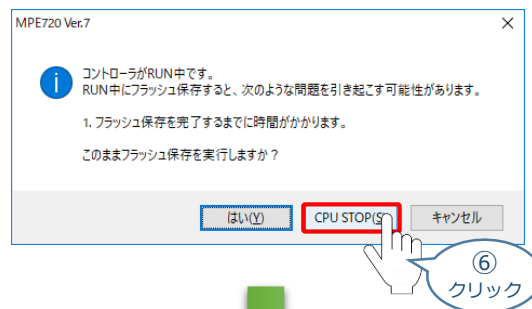 MPE720 Ver.7
コントローラがRUN中です。
RUN中にフラッシュ保存すると、次のような問題を引き起こす可能性があります。
1. フラッシュ保存を完了するまでに時間がかかります。
このままフラッシュ保存を実行しますか？
はい(Y) CPU STOP(S) キャンセル
⑥
クリック